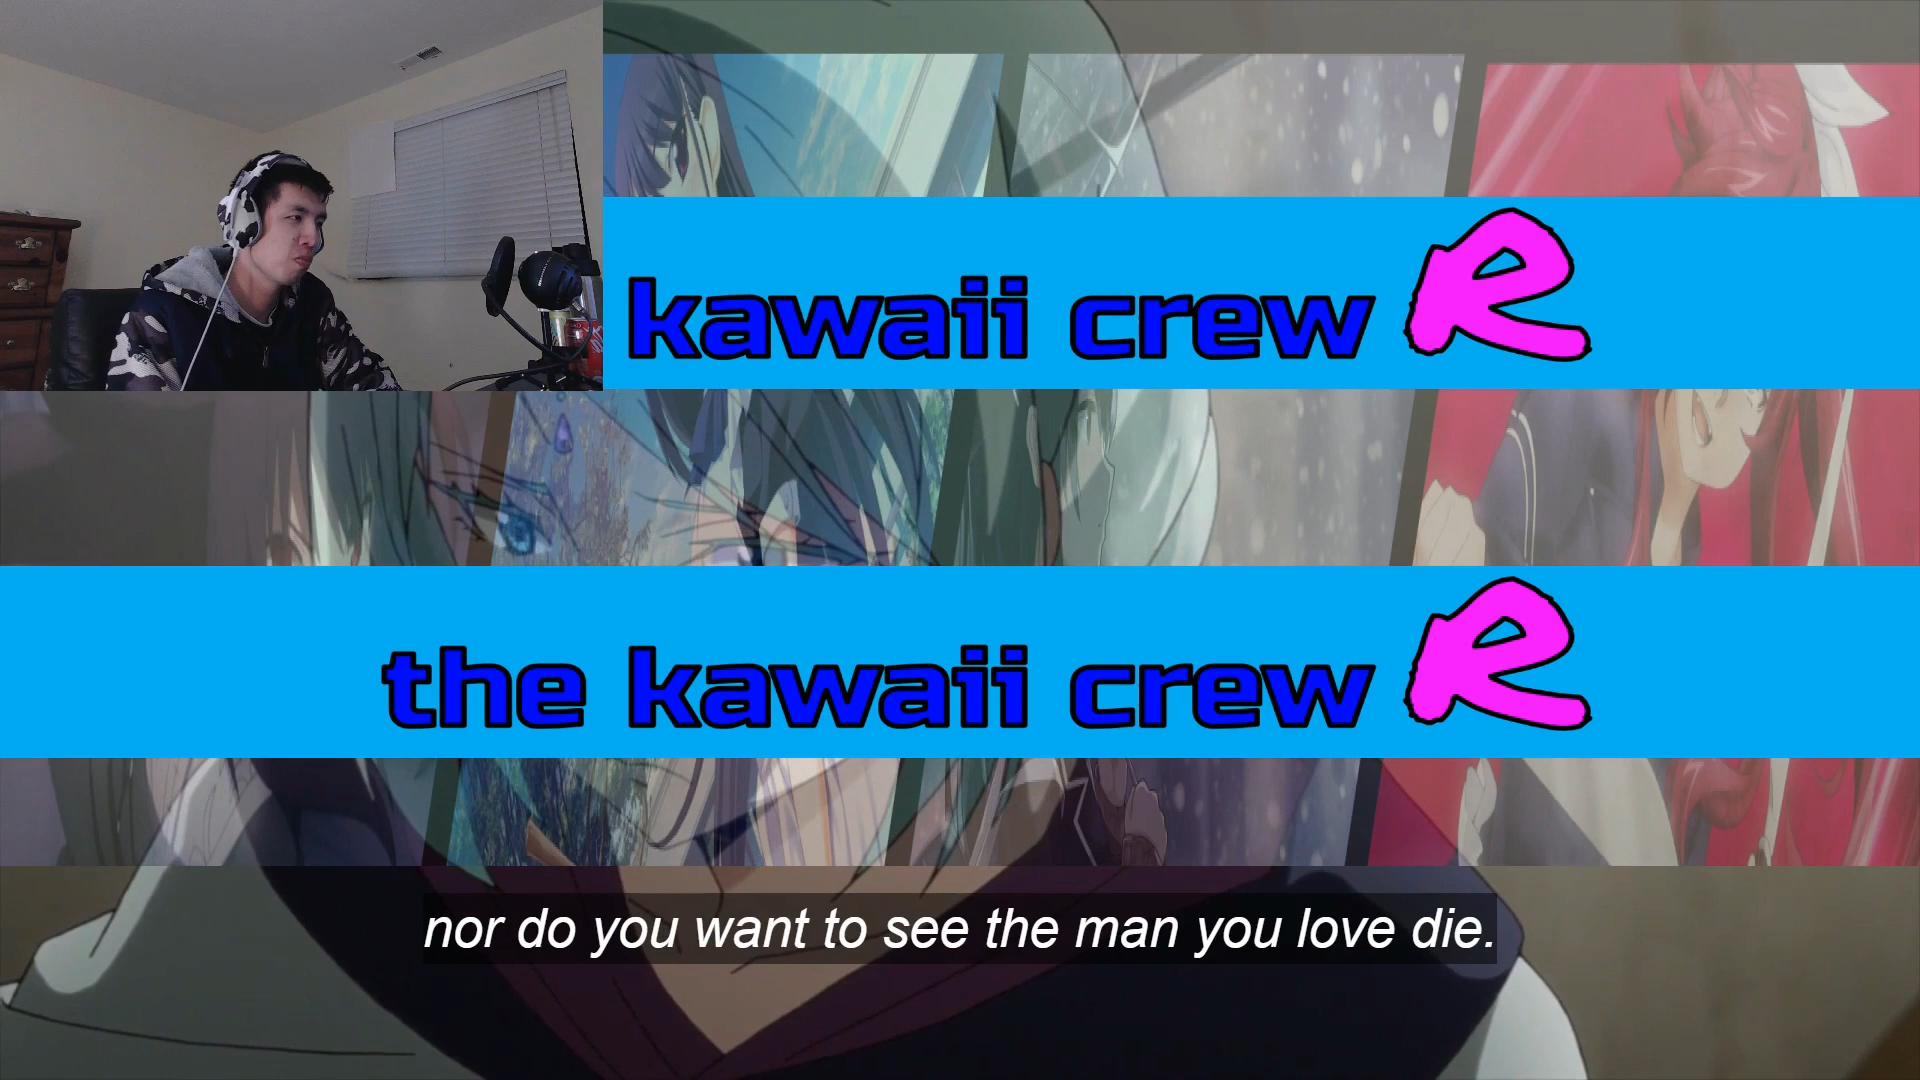 kawaii crew R
the kawaii crew R
nor do you want to see the man you love die.